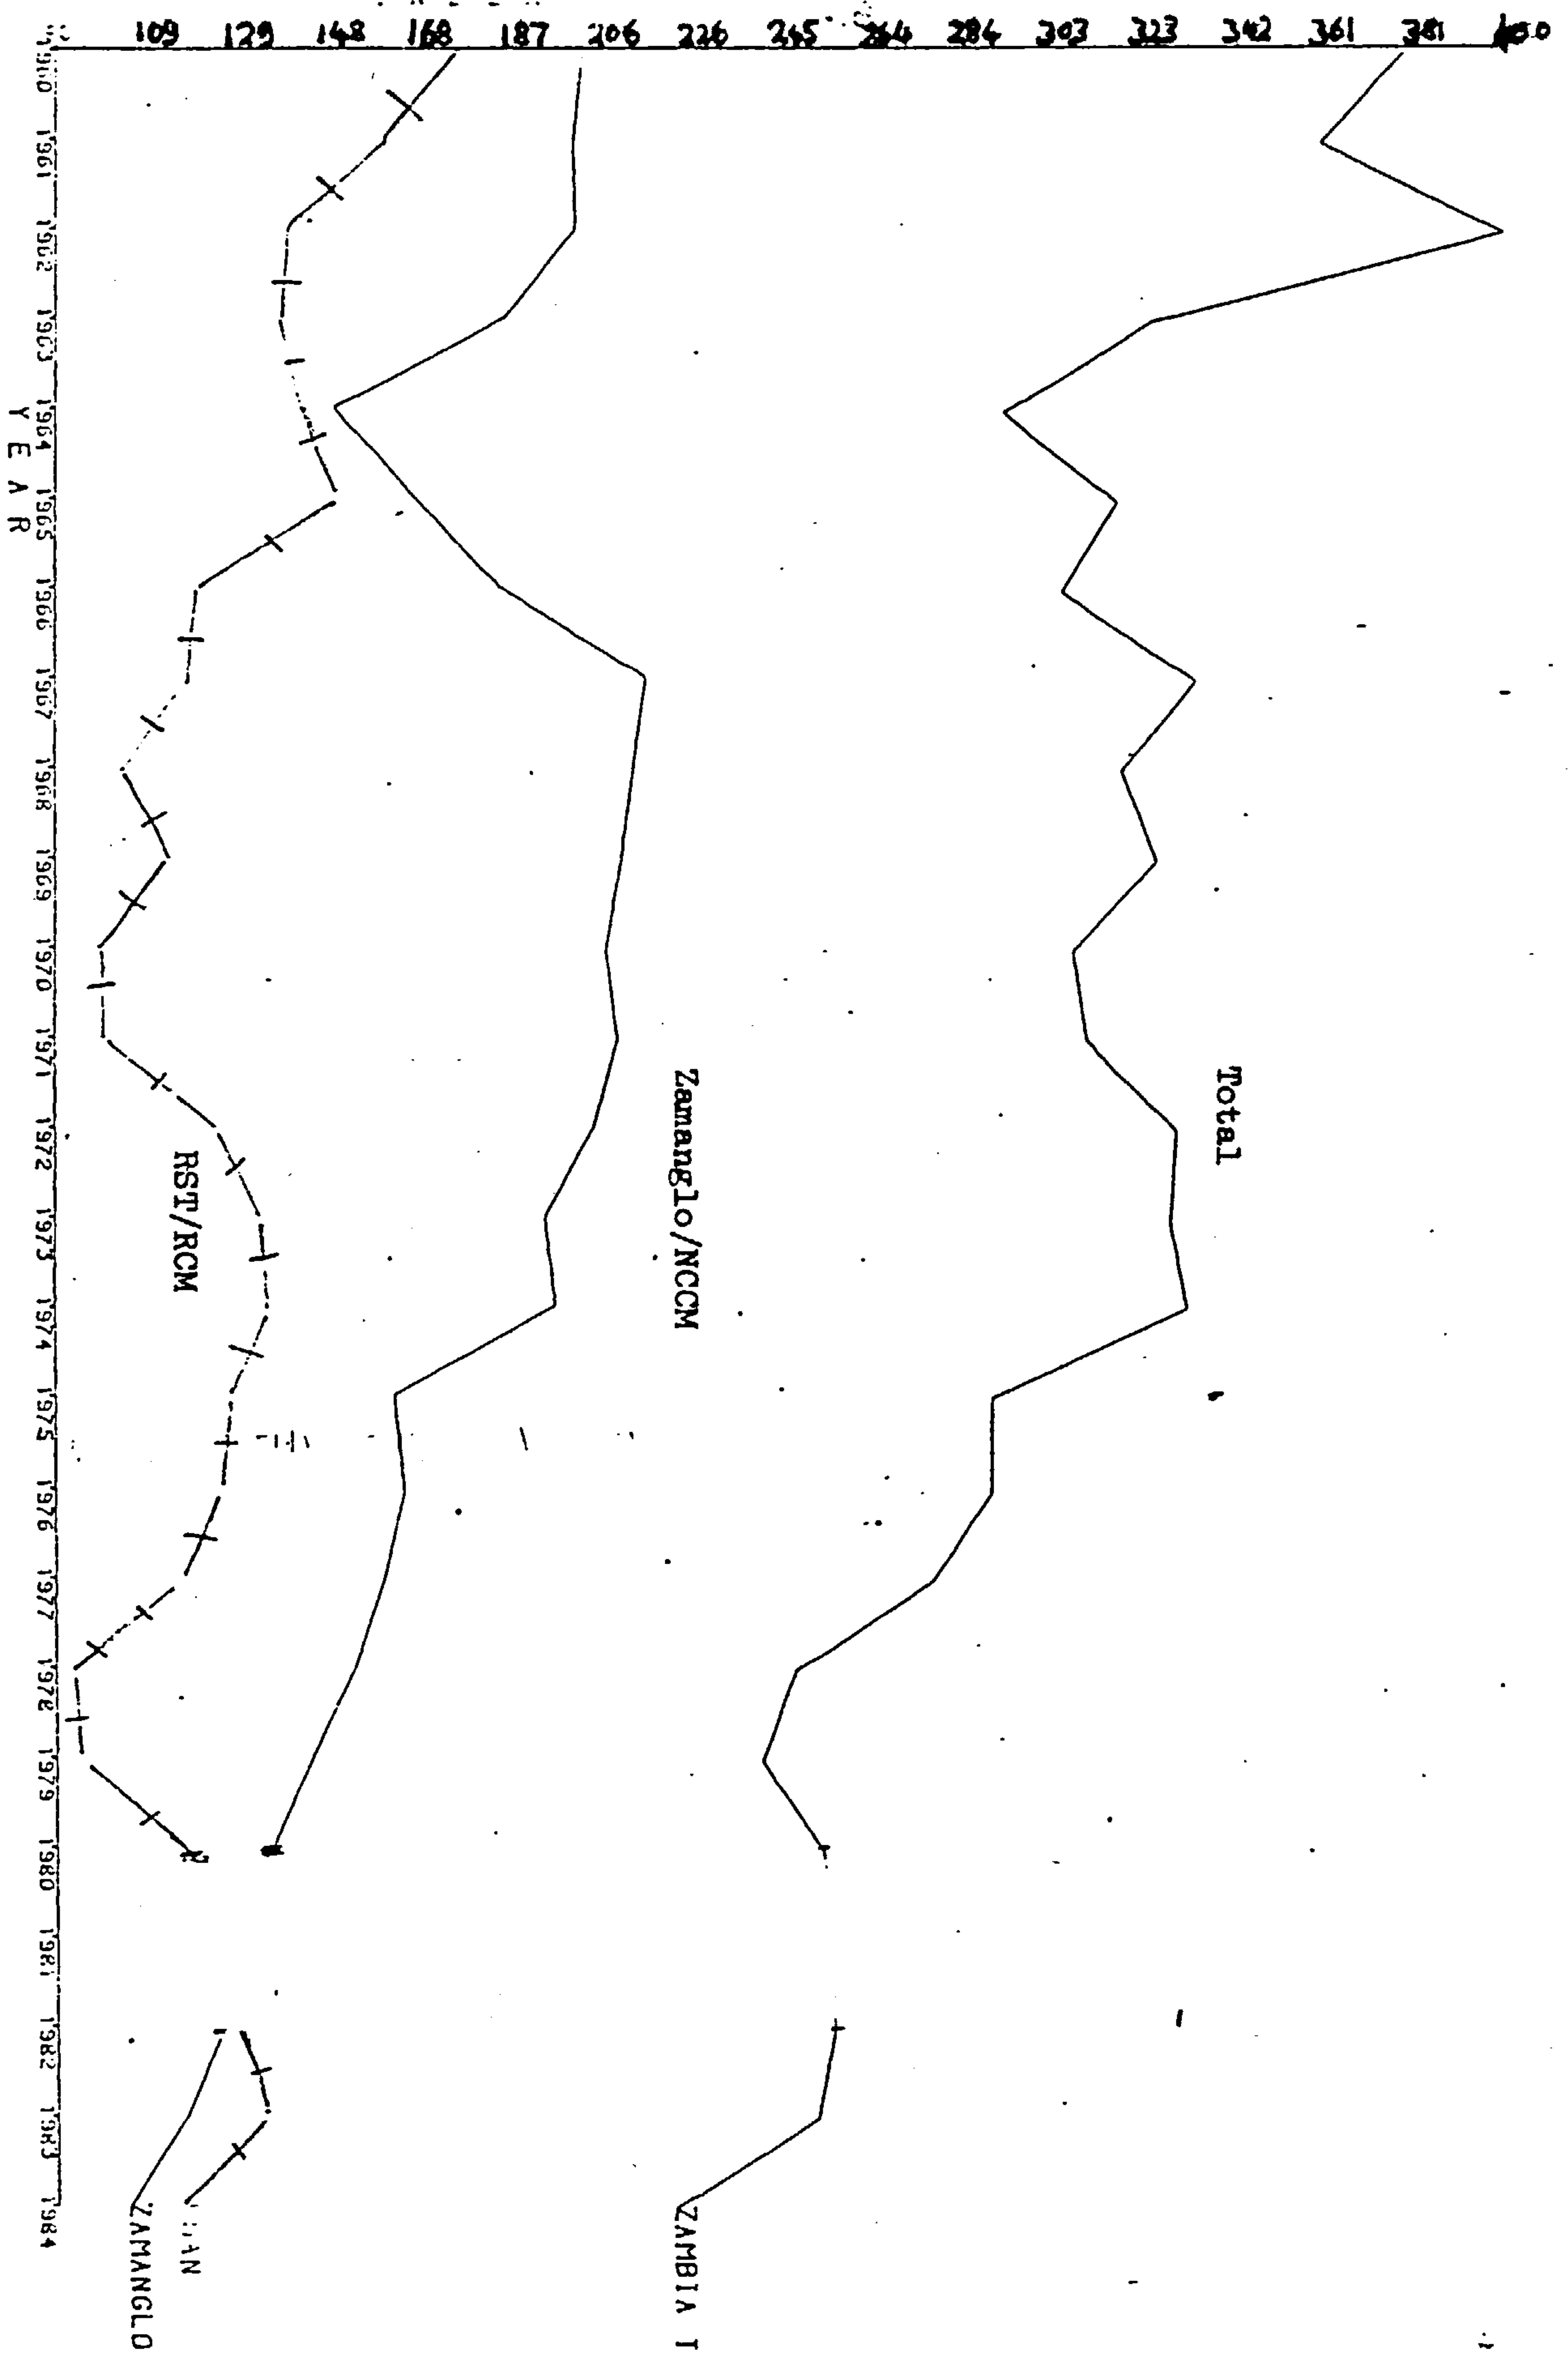 109 129 148 168 187 206 226 245 264 284 303 323 342 361 381
Total
Zamanglo/NCCM
RST/RCM
ZAMBIA T
ZAMANGLO
1960 1961 1962 1963 1964 1965 1966 1967 1968 1969 1970 1971 1972 1973 1974 1975 1976 1977 1978 1979 1980 1981 1982 1983 1984
YEAR